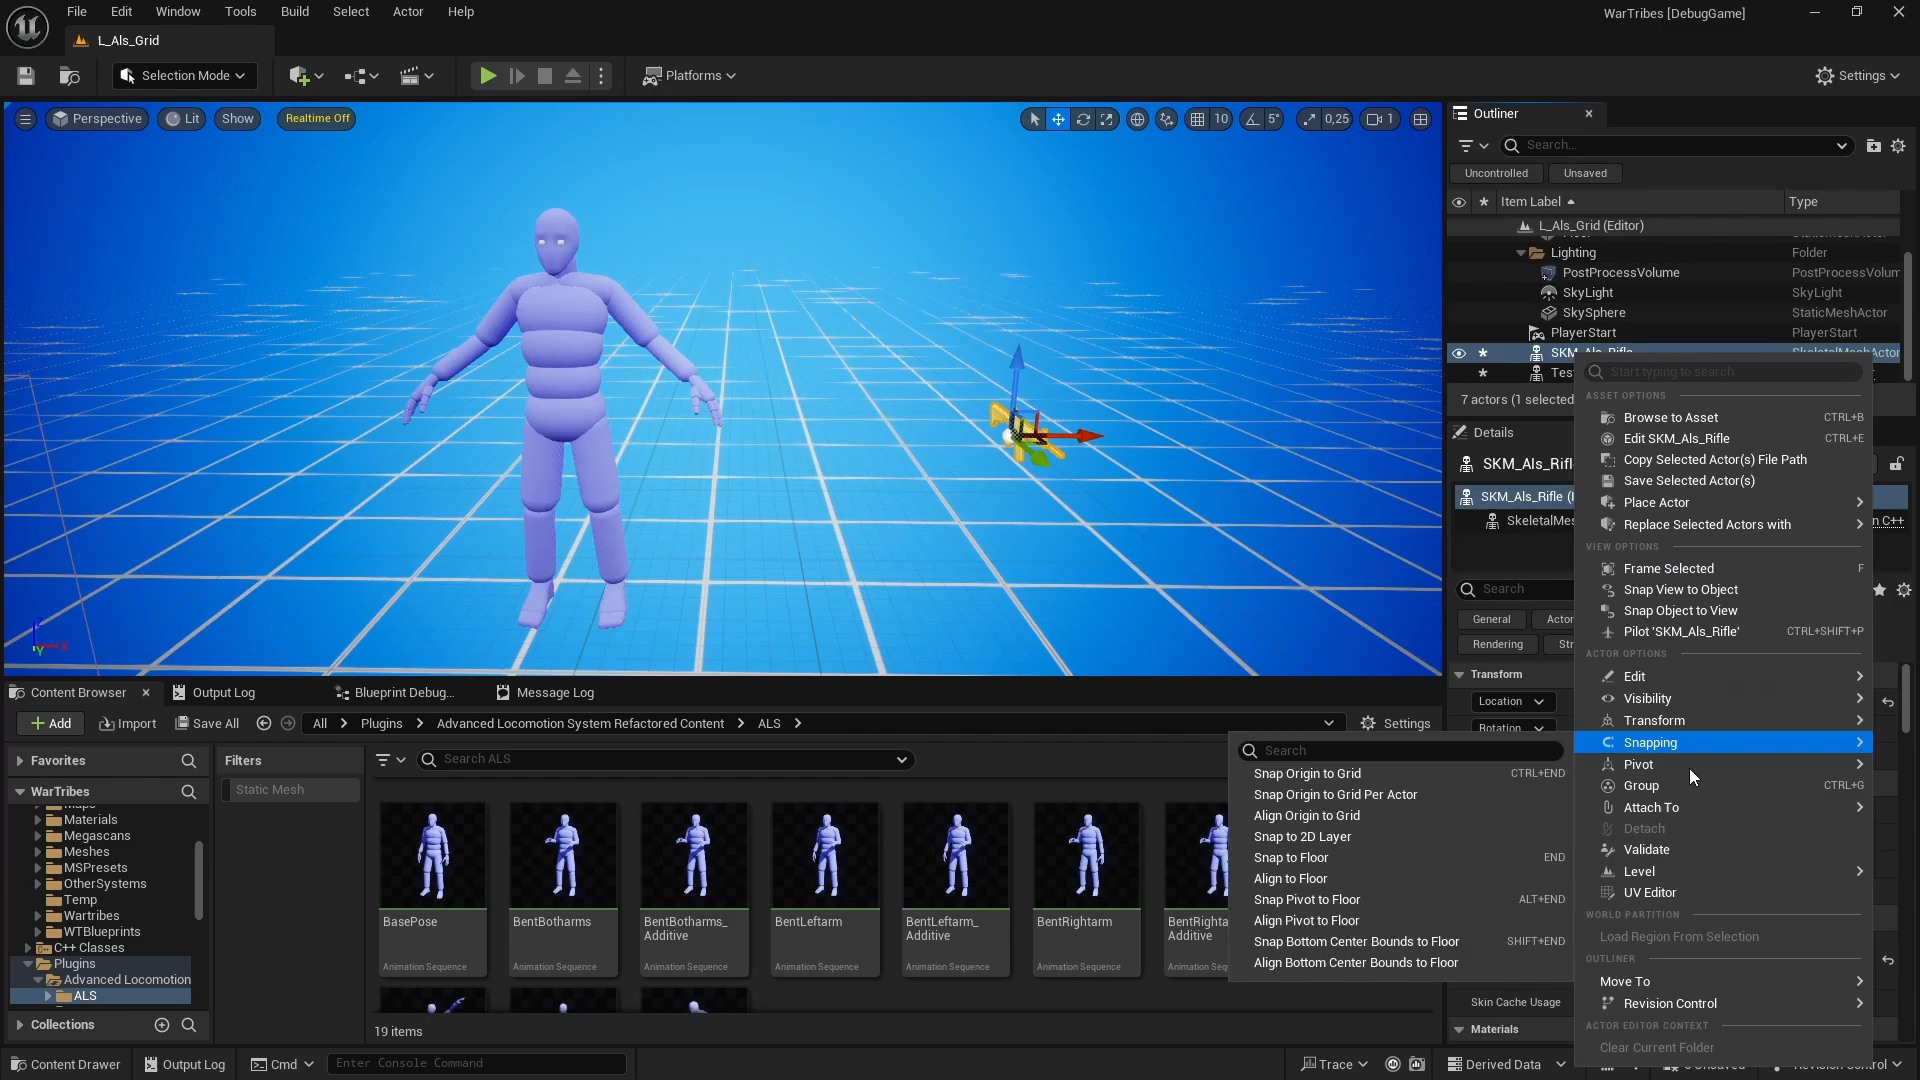 File Edit Window Tools Build Select Actor Help
WarTribes [DebugGame]
L_Als_Grid
Selection Mode
Platforms
Settings
Perspective Lit Show Realtime Off
10 5° 0,25 1
Outliner
Search...
Uncontrolled Unsaved
Item Label Type
L_Als_Grid (Editor)
Lighting Folder
PostProcessVolume PostProcessVolum
SkyLight SkyLight
SkySphere StaticMeshActor
PlayerStart PlayerStart
SKM_Als_Rifle SkeletalMeshActor
Tes
7 actors (1 selected
Details
SKM_Als_Rifl
SKM_Als_Rifle (
SkeletalMes
n C++
Search
General Actor
Rendering Str
Transform
Location
Rotation
Skin Cache Usage
Materials
Start typing to search
ASSET OPTIONS
Browse to Asset CTRL+B
Edit SKM_Als_Rifle CTRL+E
Copy Selected Actor(s) File Path
Save Selected Actor(s)
Place Actor
Replace Selected Actors with
VIEW OPTIONS
Frame Selected F
Snap View to Object
Snap Object to View
Pilot 'SKM_Als_Rifle' CTRL+SHIFT+P
ACTOR OPTIONS
Edit
Visibility
Transform
Snapping
Pivot
Group CTRL+G
Attach To
Detach
Validate
Level
UV Editor
WORLD PARTITION
Load Region From Selection
OUTLINER
Move To
Revision Control
ACTOR EDITOR CONTEXT
Clear Current Folder
Search
Snap Origin to Grid CTRL+END
Snap Origin to Grid Per Actor
Align Origin to Grid
Snap to 2D Layer
Snap to Floor END
Align to Floor
Snap Pivot to Floor ALT+END
Align Pivot to Floor
Snap Bottom Center Bounds to Floor SHIFT+END
Align Bottom Center Bounds to Floor
Content Browser Output Log Blueprint Debug... Message Log
Add Import Save All All Plugins Advanced Locomotion System Refactored Content ALS Settings
Favorites
WarTribes
Maps
Materials
Megascans
Meshes
MSPresets
OtherSystems
Temp
Wartribes
WTBlueprints
C++ Classes
Plugins
Advanced Locomotion
ALS
Collections
Filters
Static Mesh
Search ALS
BasePose
Animation Sequence
BentBotharms
Animation Sequence
BentBotharms_
Additive
Animation Sequence
BentLeftarm
Animation Sequence
BentLeftarm_
Additive
Animation Sequence
BentRightarm
Animation Sequence
BentRighta
Additive
Animation Sequ
19 items
Content Drawer Output Log Cmd Enter Console Command
Trace Derived Data Revision Control